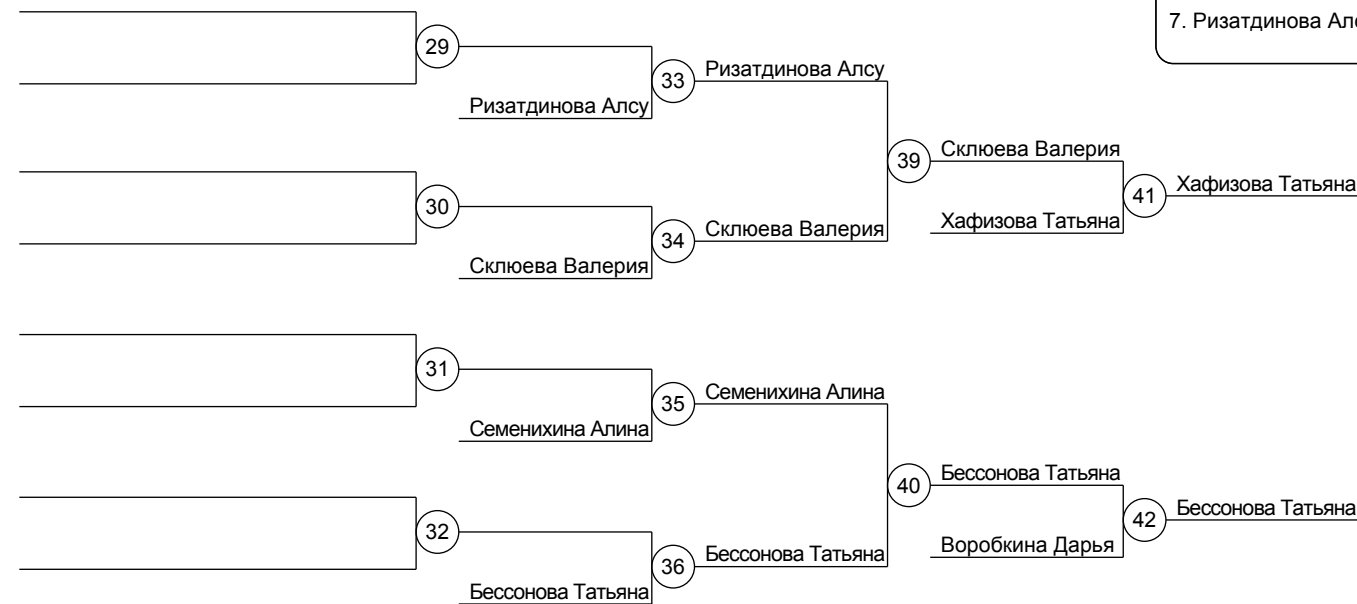 7. Ризатдинова
29
33
Ризатдинова Алсу
Ризатдинова Алсу
39
Склюева Валерия
30
41
Хафизова Татьяна
34
Склюева Валерия
Хафизова Татьяна
Склюева Валерия
31
35
Семенихина Алина
Семенихина Алина
40
Бессонова Татьяна
32
42
Бессонова Татьяна
36
Бессонова Татьяна
Воробкина Дарья
Бессонова Татьяна